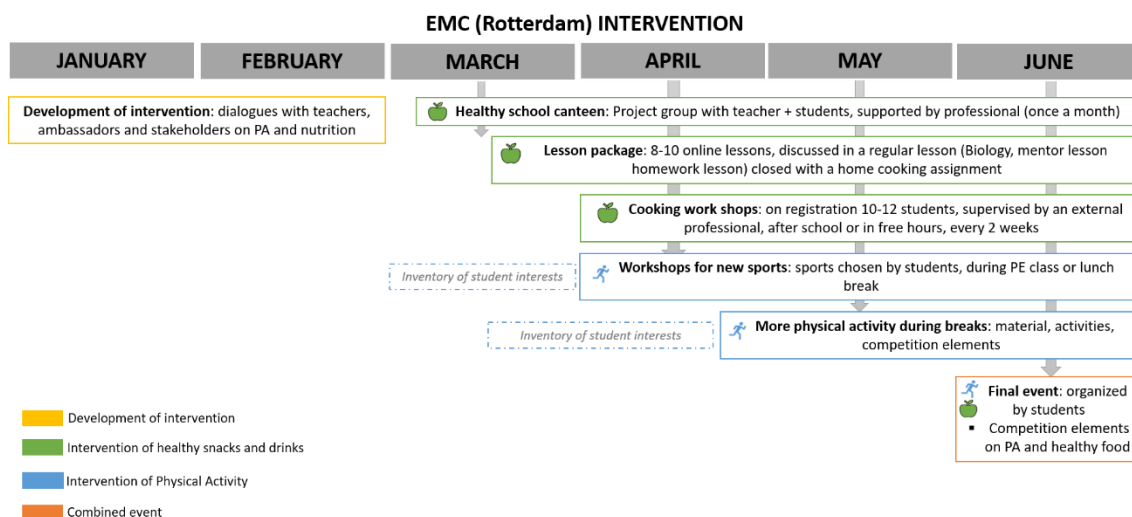 EMC (Rotterdam) INTERVENTION
JANUARY
FEBRUARY
MARCH
APRIL
MAY
JUNE
Development of intervention: dialogues with teachers,
ambassadors and stakeholders on PA and nutrition
Healthy school canteen: Project group with teacher + students, supported by professional (once a month)
Lesson package: 8-10 online lessons, discussed in a regular lesson (Biology, mentor lesson
homework lesson) closed with a home cooking assignment
Cooking work shops: on registration 10-12 students, supervised by an external
professional, after school or in free hours, every 2 weeks
Inventory of student interests
Workshops for new sports: sports chosen by students, during PE class or lunch
break
Inventory of student interests
More physical activity during breaks: material, activities,
competition elements
Final event: organized
by students
▪ Competition elements
on PA and healthy food
Development of intervention
Intervention of healthy snacks and drinks
Intervention of Physical Activity
Combined event